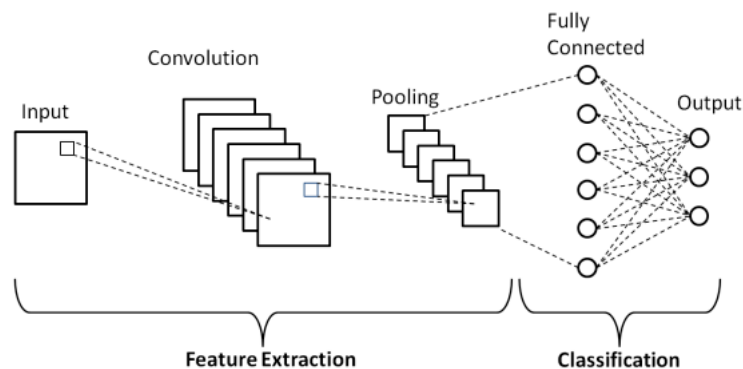 Input
Convolution
Pooling
Fully
Connected
Output
Feature Extraction
Classification